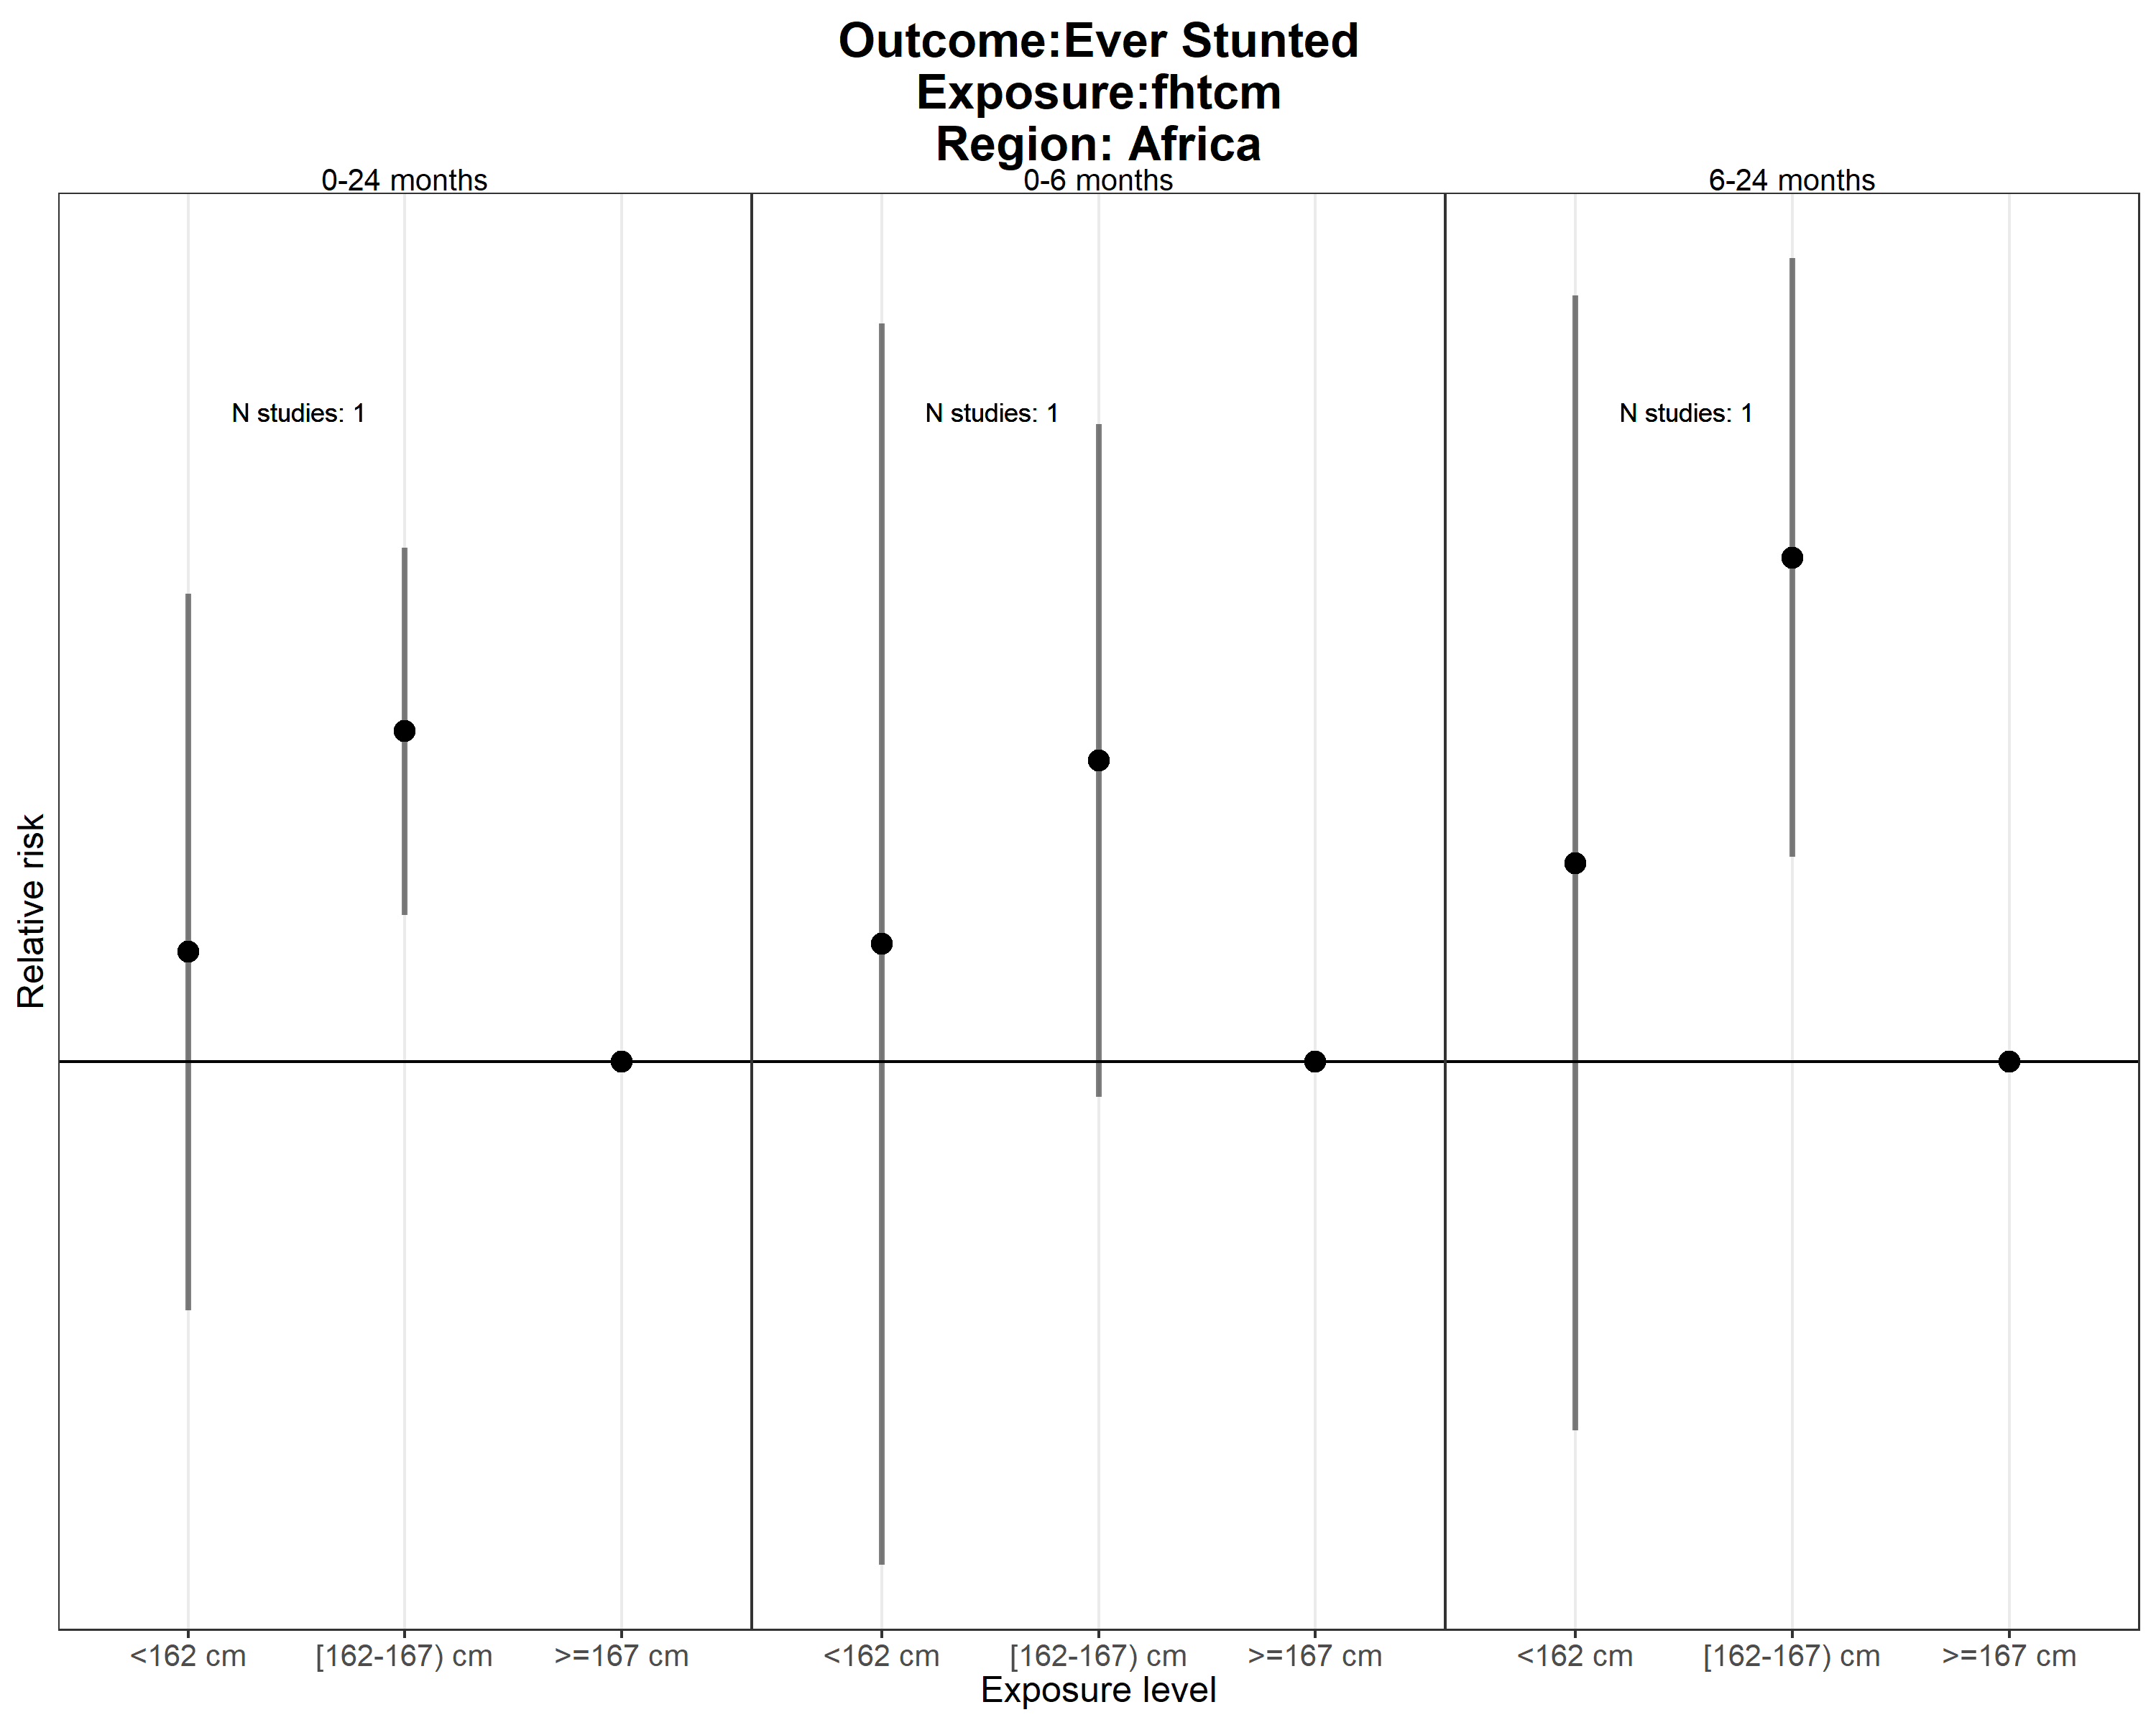 Outcome:Ever Stunted
Exposure:fhtcm
Region: Africa
0-24 months
0-6 months
6-24 months
N studies: 1
N studies: 1
N studies: 1
Relative risk
<162 cm
[162-167) cm
>=167 cm
<162 cm
[162-167) cm
>=167 cm
<162 cm
[162-167) cm
>=167 cm
Exposure level